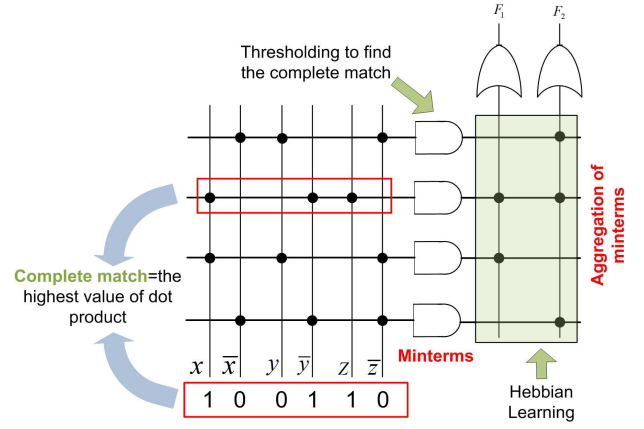 F₁ F₂
Thresholding to find
the complete match
Aggregation of
minterms
Complete match=the
highest value of dot
product
x x̅ y y̅ z z̅
Minterms
1 0 0 1 1 0
Hebbian
Learning